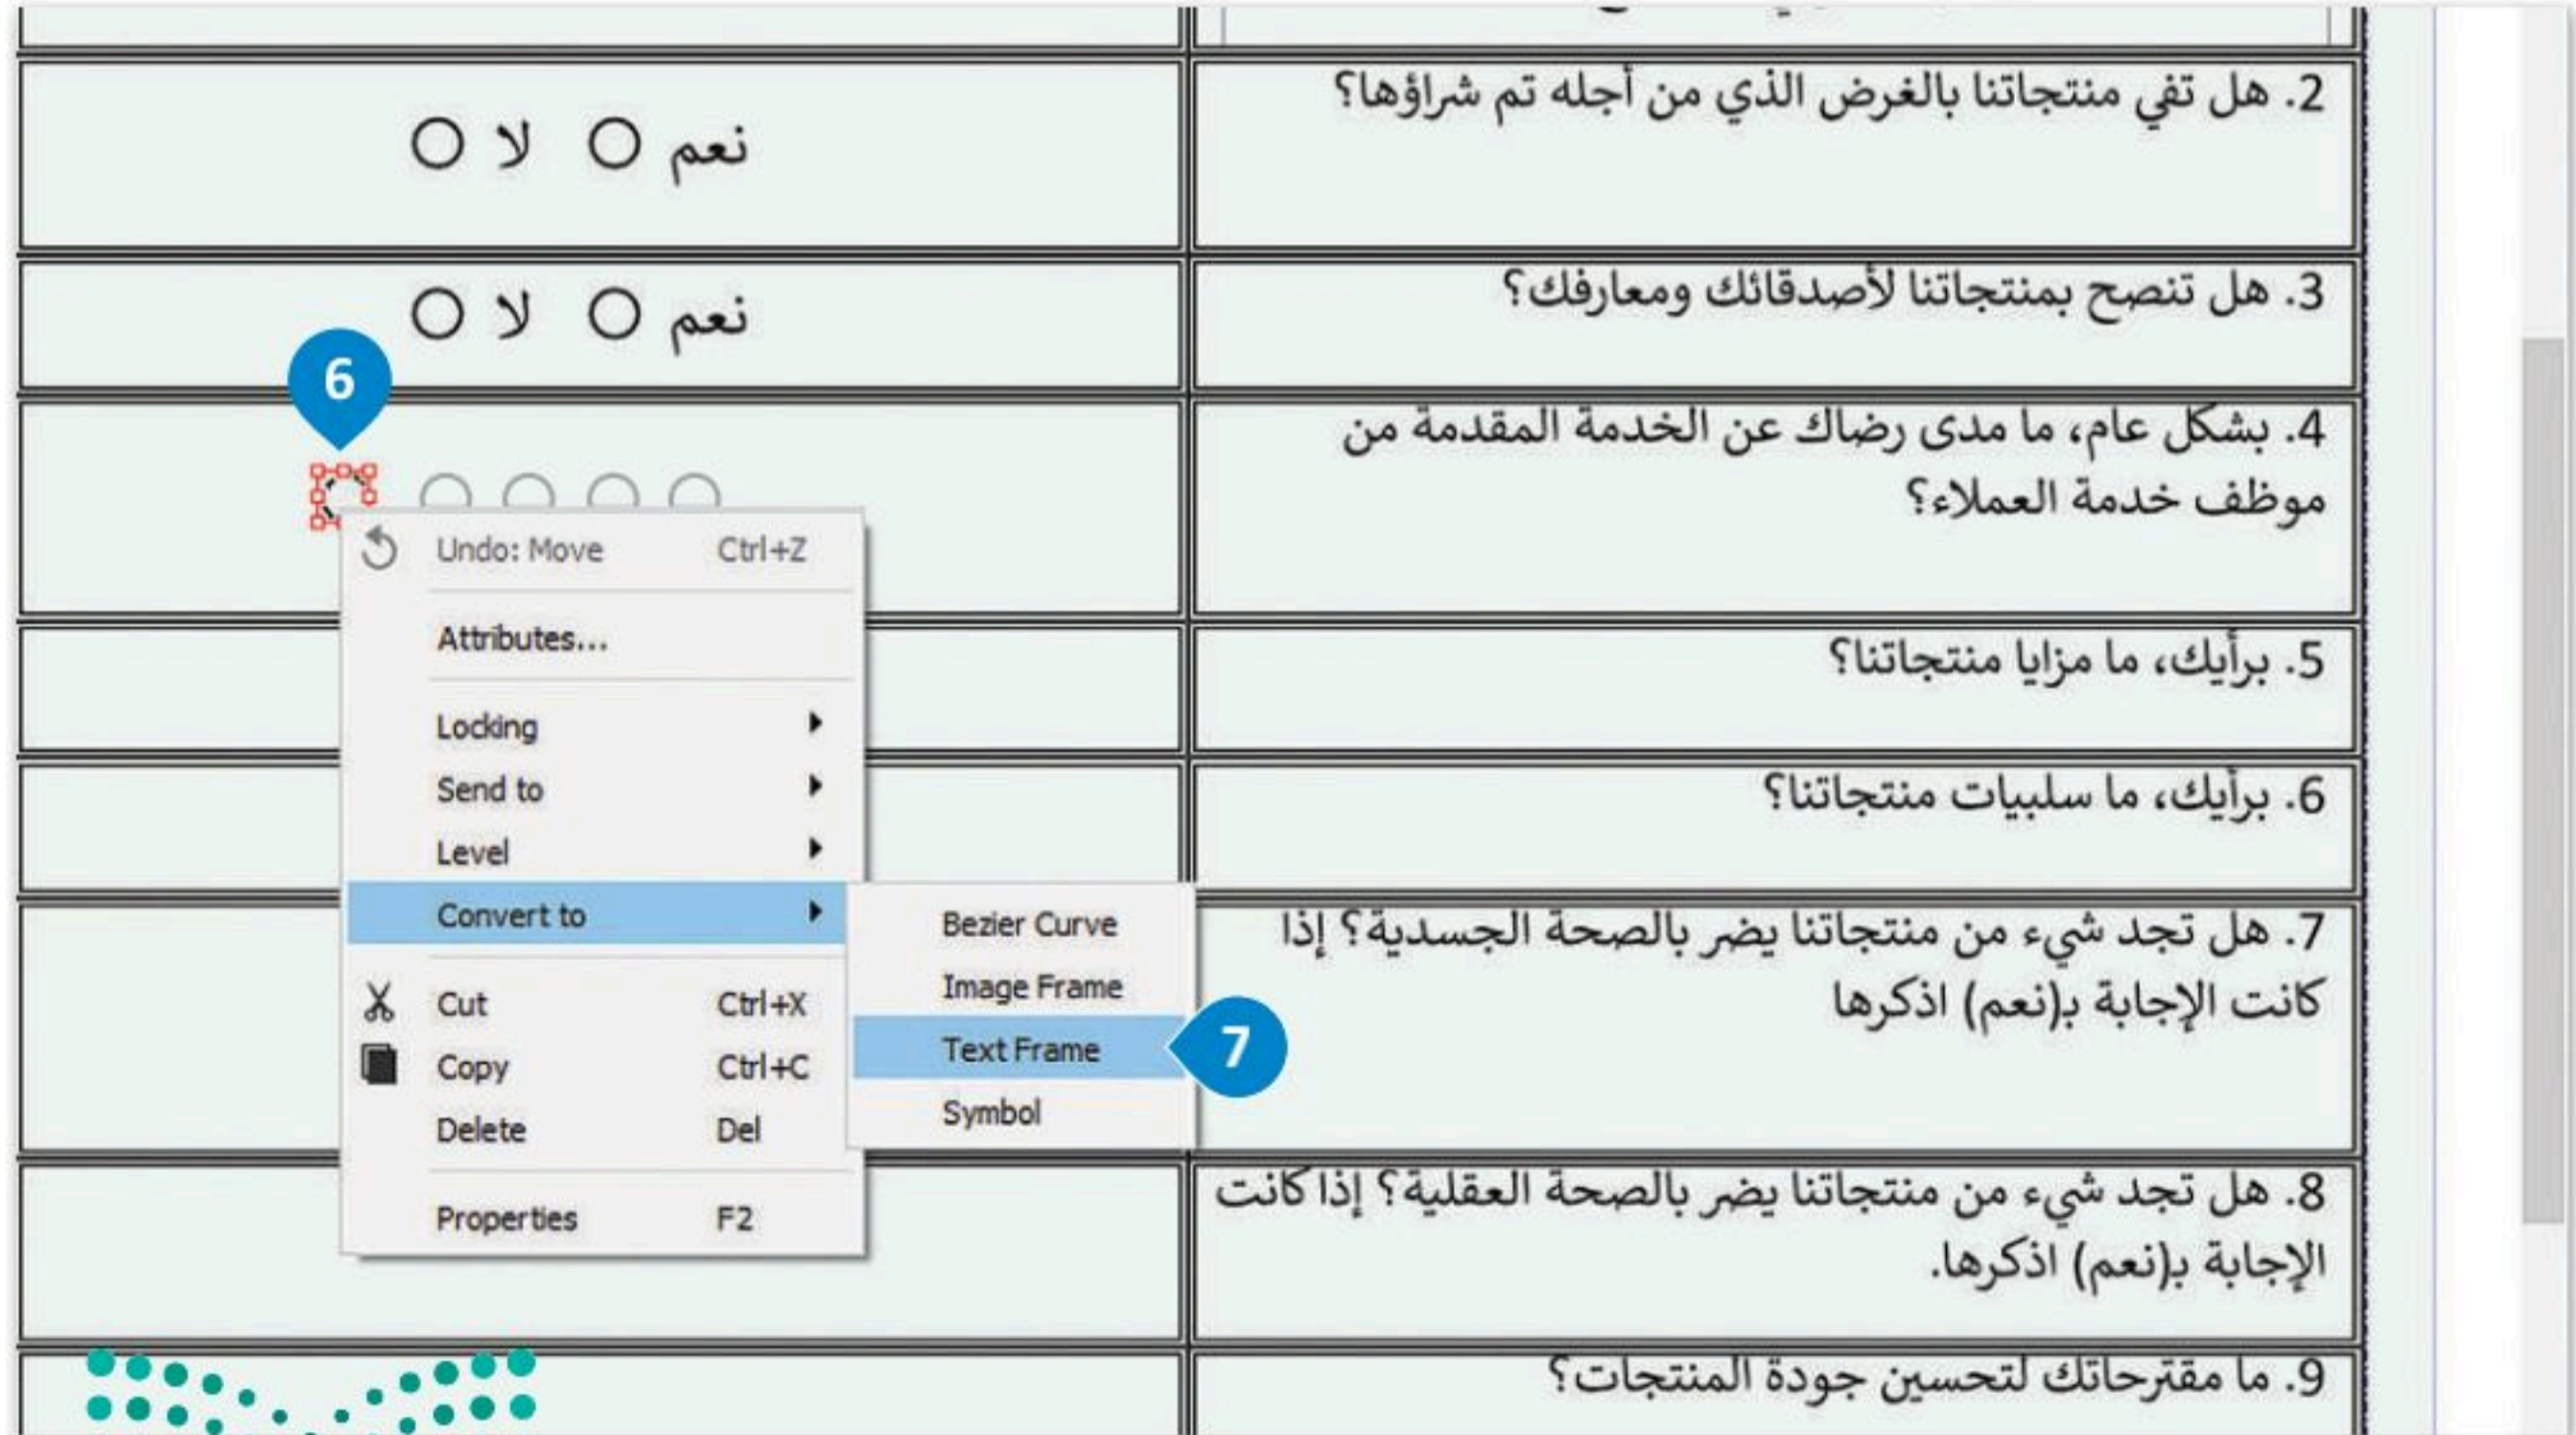 2. هل تفي منتجاتنا بالغرض الذي من أجله تم شراؤها؟
نعم لا
3. هل تنصح بمنتجاتنا لأصدقائك ومعارفك؟
نعم لا
6
4. بشكل عام، ما مدى رضاك عن الخدمة المقدمة من
موظف خدمة العملاء؟
5. برأيك، ما مزايا منتجاتنا؟
6. برأيك، ما سلبيات منتجاتنا؟
7. هل تجد شيء من منتجاتنا يضر بالصحة الجسدية؟ إذا
كانت الإجابة بـ(نعم) اذكرها
8. هل تجد شيء من منتجاتنا يضر بالصحة العقلية؟ إذا كانت
الإجابة بـ(نعم) اذكرها.
9. ما مقترحاتك لتحسين جودة المنتجات؟
Undo: Move Ctrl+Z
Attributes...
Locking
Send to
Level
Convert to
Cut Ctrl+X
Copy Ctrl+C
Delete Del
Properties F2
Bezier Curve
Image Frame
Text Frame
7
Symbol